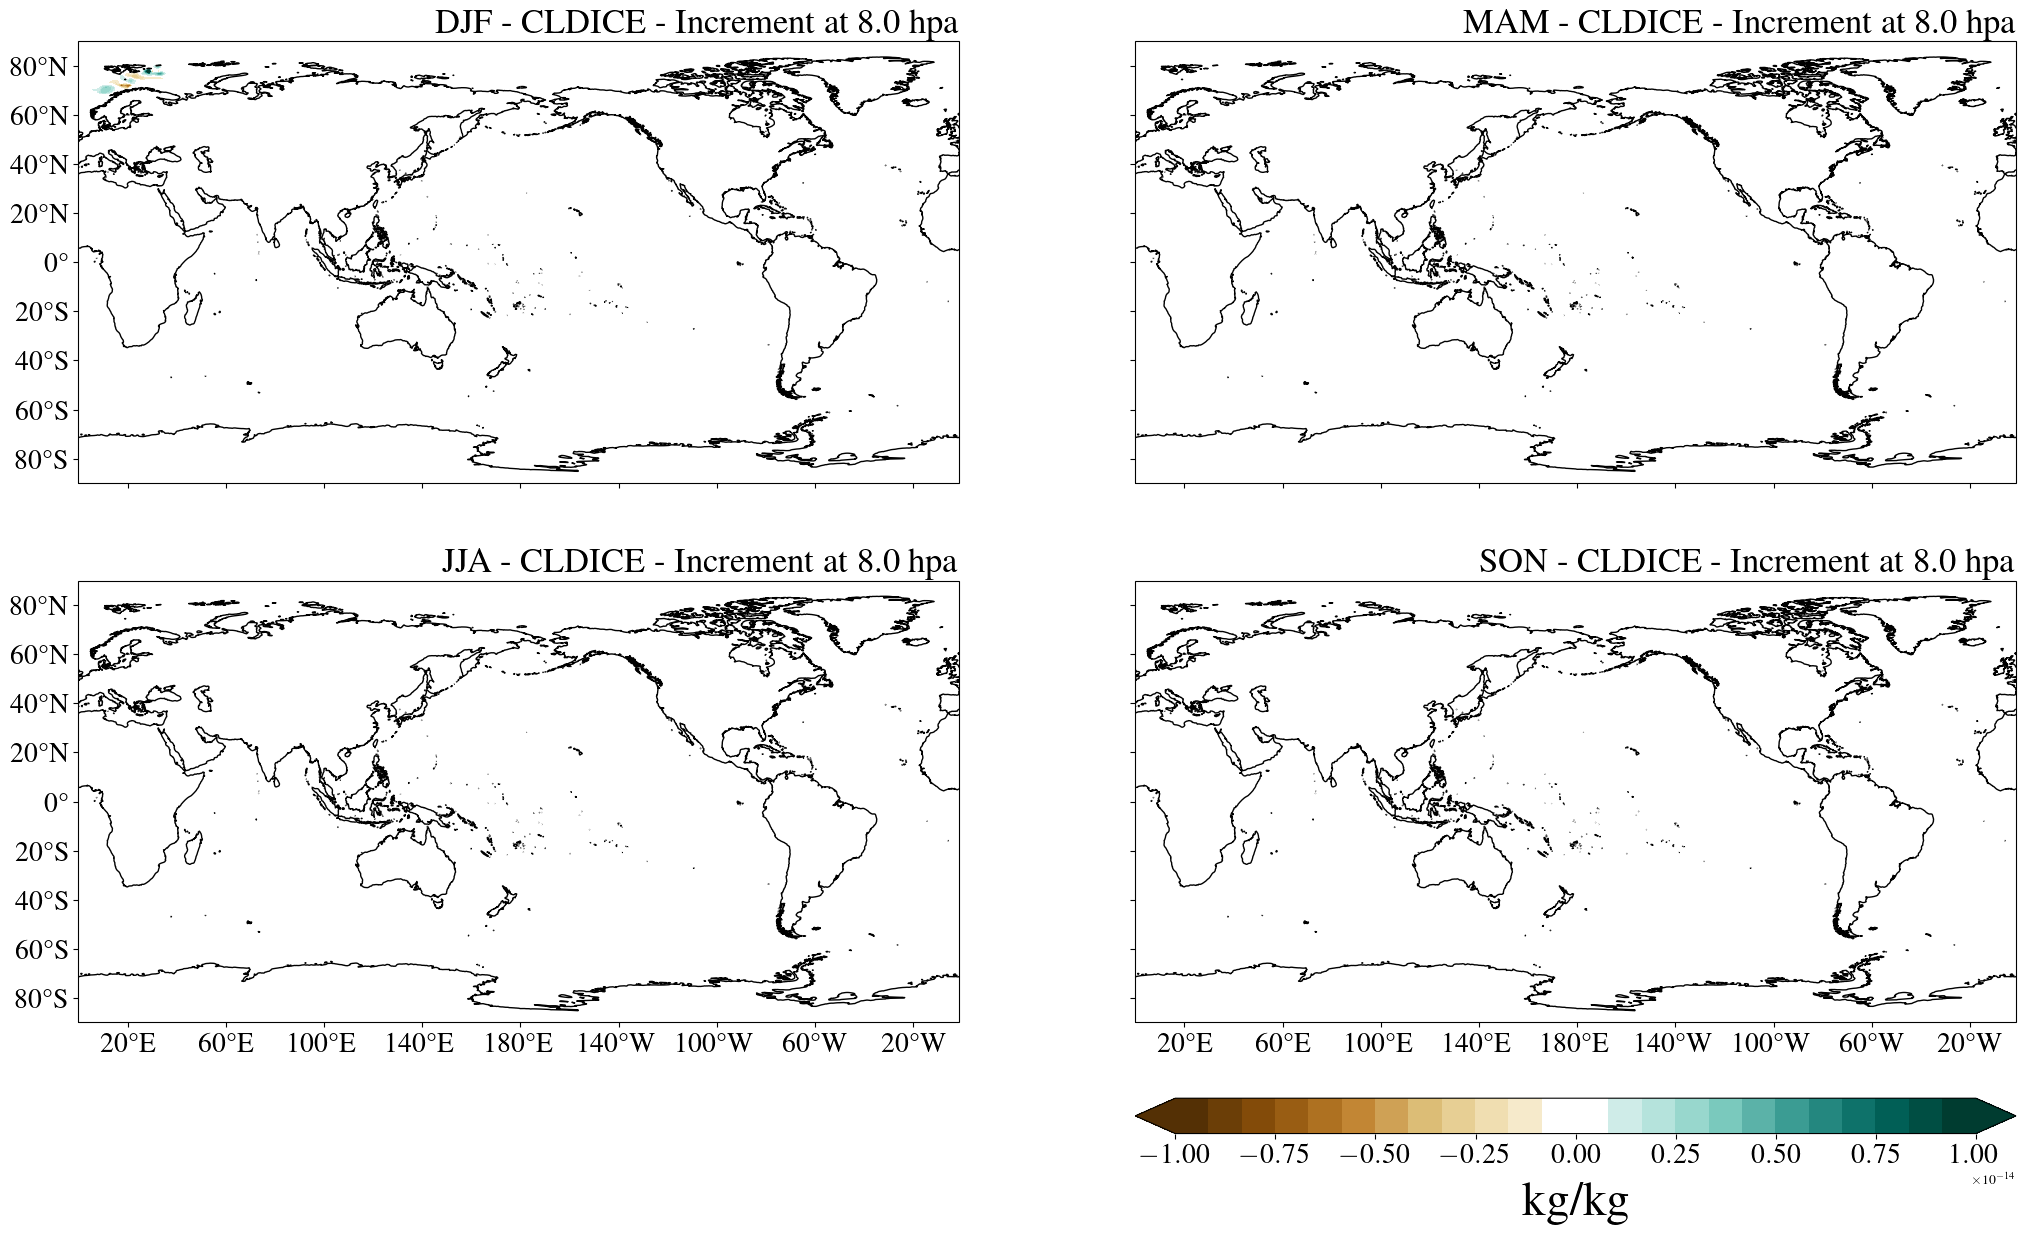 DJF - CLDICE - Increment at 8.0 hpa
MAM - CLDICE - Increment at 8.0 hpa
80°N
60°N
40°N
20°N
0°
20°S
40°S
60°S
80°S
JJA - CLDICE - Increment at 8.0 hpa
SON - CLDICE - Increment at 8.0 hpa
80°N
60°N
40°N
20°N
0°
20°S
40°S
60°S
80°S
20°E 60°E 100°E 140°E 180°E 140°W 100°W 60°W 20°W
20°E 60°E 100°E 140°E 180°E 140°W 100°W 60°W 20°W
−1.00 −0.75 −0.50 −0.25 0.00 0.25 0.50 0.75 1.00
×10⁻¹⁴
kg/kg